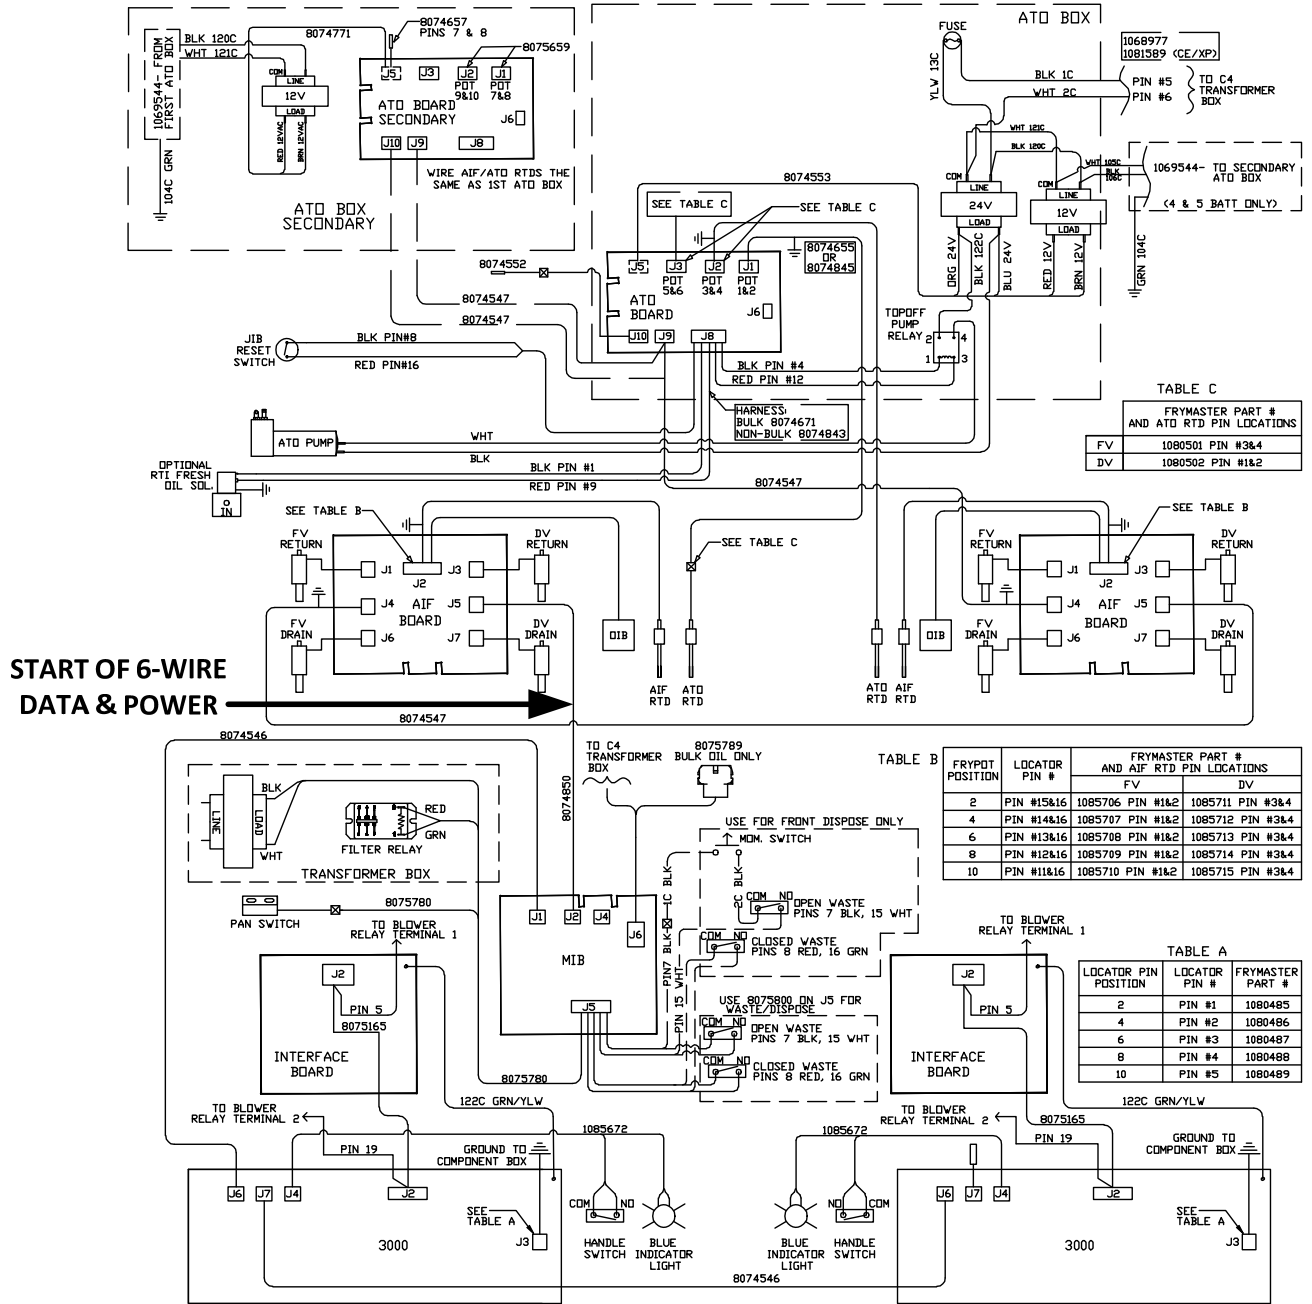 ATO BOX
8074771
8074657
PINS 7 & 8
8075659
BLK 120C
WHT 121C
1069544- FROM
FIRST ATO BOX
COM
LINE
12V
LOAD
RED 12VAC
BRN 12VAC
104C GRN
J5
J3
J2
J1
POT
9&10
POT
7&8
ATO BOARD
SECONDARY
J6
J10
J9
J8
WIRE AIF/ATO RTDS THE
SAME AS 1ST ATO BOX
ATO BOX
SECONDARY
FUSE
YLW 13C
BLK 1C
WHT 2C
1068977
1081589 (CE/XP)
PIN #5
PIN #6
TO C4
TRANSFORMER
BOX
WHT 121C
BLK 120C
WHT 105C
BLK
106C
1069544- TO SECONDARY
ATO BOX
(4 & 5 BATT ONLY)
GRN 104C
COM
LINE
24V
LOAD
COM
LINE
12V
LOAD
ORG 24V
BLK 122C
BLU 24V
RED 12V
BRN 12V
8074553
SEE TABLE C
SEE TABLE C
8074655
OR
8074845
8074552
J5
J3
J2
J1
POT
5&6
POT
3&4
POT
1&2
ATO
BOARD
J6
J10
J9
J8
8074547
8074547
JIB
RESET
SWITCH
BLK PIN#8
RED PIN#16
TOPOFF
PUMP
RELAY
2
4
1
3
BLK PIN #4
RED PIN #12
HARNESS:
BULK 8074671
NON-BULK 8074843
TABLE C
FRYMASTER PART #
AND ATO RTD PIN LOCATIONS
FV 1080501 PIN #3&4
DV 1080502 PIN #1&2
ATO PUMP
WHT
BLK
OPTIONAL
RTI FRESH
OIL SOL.
IN
BLK PIN #1
RED PIN #9
8074547
SEE TABLE B
SEE TABLE B
SEE TABLE C
FV
RETURN
DV
RETURN
J1
J2
J3
J4
AIF
BOARD
J5
J6
J7
FV
DRAIN
DV
DRAIN
OIB
AIF
RTD
ATO
RTD
ATO
RTD
AIF
RTD
OIB
FV
RETURN
DV
RETURN
J1
J2
J3
J4
AIF
BOARD
J5
J6
J7
FV
DRAIN
DV
DRAIN
START OF 6-WIRE
DATA & POWER
8074547
8074546
8074850
TO C4
TRANSFORMER
BOX
8075789
BULK OIL ONLY
TABLE B
FRYPOT
POSITION
LOCATOR
PIN #
FRYMASTER PART #
AND AIF RTD PIN LOCATIONS
FV DV
2 PIN #15&16 1085706 PIN #1&2 1085711 PIN #3&4
4 PIN #14&16 1085707 PIN #1&2 1085712 PIN #3&4
6 PIN #13&16 1085708 PIN #1&2 1085713 PIN #3&4
8 PIN #12&16 1085709 PIN #1&2 1085714 PIN #3&4
10 PIN #11&16 1085710 PIN #1&2 1085715 PIN #3&4
LINE
LOAD
BLK
WHT
RED
GRN
FILTER RELAY
TRANSFORMER BOX
USE FOR FRONT DISPOSE ONLY
MOM. SWITCH
1C BLK
2C BLK
COM NO
OPEN WASTE
PINS 7 BLK, 15 WHT
COM NO
CLOSED WASTE
PINS 8 RED, 16 GRN
PIN7 BLK
PIN 15 WHT
PAN SWITCH
8075780
J1
J2
J4
J6
MIB
J5
USE 8075800 ON J5 FOR
WASTE/DISPOSE
COM NO
OPEN WASTE
PINS 7 BLK, 15 WHT
COM NO
CLOSED WASTE
PINS 8 RED, 16 GRN
TO BLOWER
RELAY TERMINAL 1
J2
PIN 5
8075165
INTERFACE
BOARD
8075780
122C GRN/YLW
TO BLOWER
RELAY TERMINAL 1
J2
PIN 5
INTERFACE
BOARD
TABLE A
LOCATOR PIN
POSITION
LOCATOR
PIN #
FRYMASTER
PART #
2 PIN #1 1080485
4 PIN #2 1080486
6 PIN #3 1080487
8 PIN #4 1080488
10 PIN #5 1080489
122C GRN/YLW
TO BLOWER
RELAY TERMINAL 2
PIN 19
GROUND TO
COMPONENT BOX
1085672
1085672
TO BLOWER
RELAY TERMINAL 2
8075165
PIN 19
GROUND TO
COMPONENT BOX
J6
J7
J4
J2
SEE
TABLE A
J3
3000
COM NO
HANDLE
SWITCH
BLUE
INDICATOR
LIGHT
BLUE
INDICATOR
LIGHT
NO COM
HANDLE
SWITCH
J6
J7
J4
J2
SEE
TABLE A
J3
3000
8074546